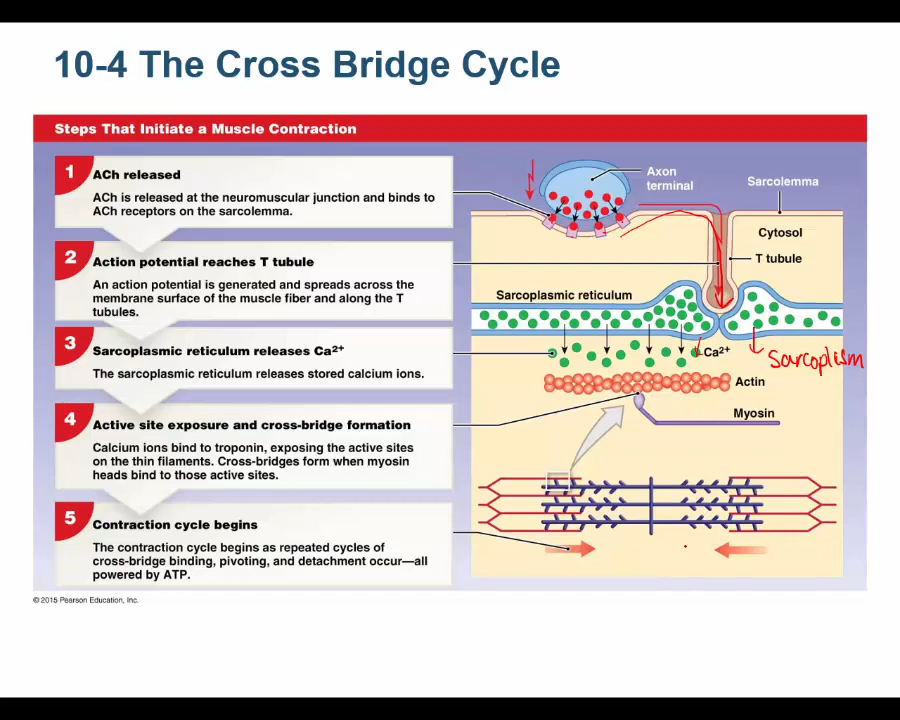 10-4 The Cross Bridge Cycle
Steps That Initiate a Muscle Contraction
1
ACh released
ACh is released at the neuromuscular junction and binds to
ACh receptors on the sarcolemma.
2
Action potential reaches T tubule
An action potential is generated and spreads across the
membrane surface of the muscle fiber and along the T
tubules.
3
Sarcoplasmic reticulum releases Ca2+
The sarcoplasmic reticulum releases stored calcium ions.
4
Active site exposure and cross-bridge formation
Calcium ions bind to troponin, exposing the active sites
on the thin filaments. Cross-bridges form when myosin
heads bind to those active sites.
5
Contraction cycle begins
The contraction cycle begins as repeated cycles of
cross-bridge binding, pivoting, and detachment occur—all
powered by ATP.
Axon
terminal
Sarcolemma
Cytosol
T tubule
Sarcoplasmic reticulum
Ca2+
Sarcoplism
Actin
Myosin
© 2015 Pearson Education, Inc.